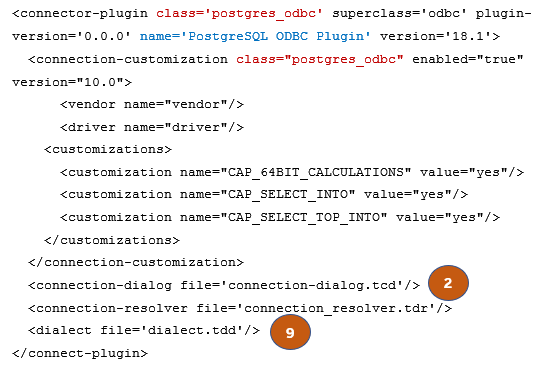 <connector-plugin class='postgres_odbc' superclass='odbc' plugin-
version='0.0.0' name='PostgreSQL ODBC Plugin' version='18.1'>
<connection-customization class="postgres_odbc" enabled="true"
version="10.0">
<vendor name="vendor"/>
<driver name="driver"/>
<customizations>
<customization name="CAP_64BIT_CALCULATIONS" value="yes"/>
<customization name="CAP_SELECT_INTO" value="yes"/>
<customization name="CAP_SELECT_TOP_INTO" value="yes"/>
</customizations>
</connection-customization>
<connection-dialog file='connection-dialog.tcd'/> 2
<connection-resolver file='connection_resolver.tdr'/>
<dialect file='dialect.tdd'/> 9
</connect-plugin>